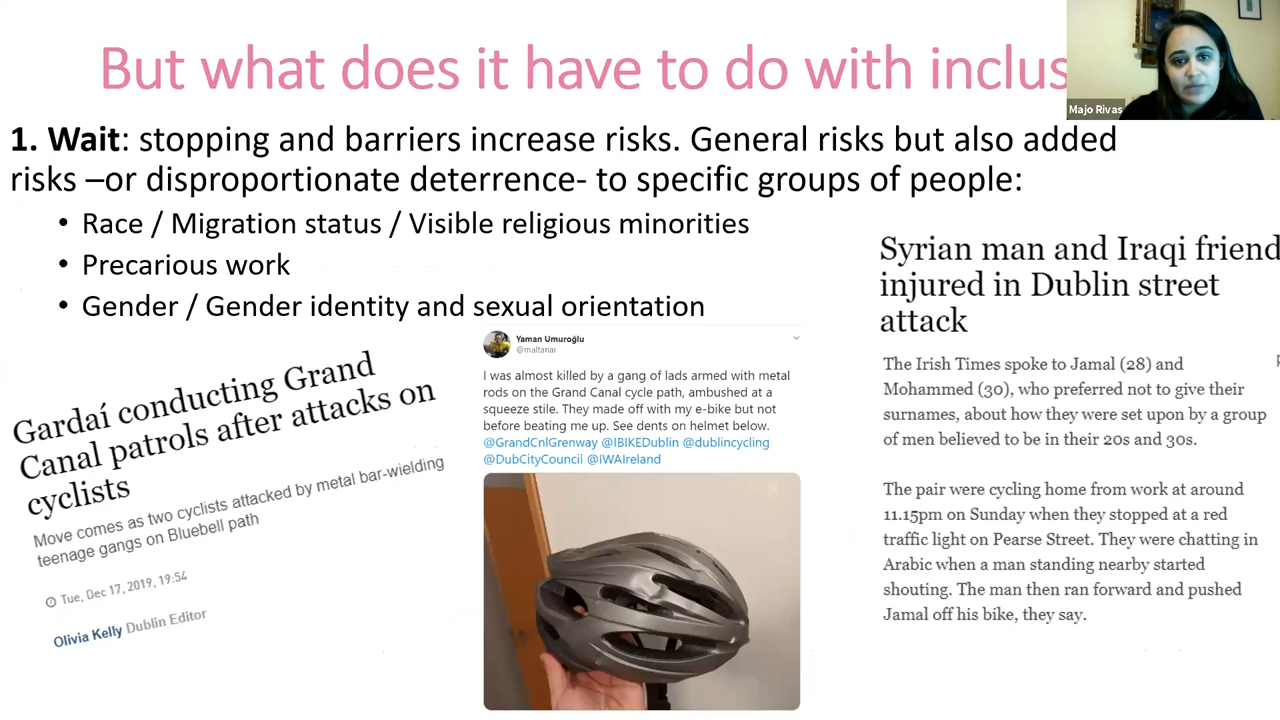 But what does it have to do with inclus
Majo Rivas
1. Wait: stopping and barriers increase risks. General risks but also added
risks –or disproportionate deterrence- to specific groups of people:
• Race / Migration status / Visible religious minorities
• Precarious work
• Gender / Gender identity and sexual orientation
Gardaí conducting Grand
Canal patrols after attacks on
cyclists
Move comes as two cyclists attacked by metal bar-wielding
teenage gangs on Bluebell path
Tue, Dec 17, 2019, 19:54
Olivia Kelly Dublin Editor
Yaman Umuroğlu
@maltanar
I was almost killed by a gang of lads armed with metal
rods on the Grand Canal cycle path, ambushed at a
squeeze stile. They made off with my e-bike but not
before beating me up. See dents on helmet below.
@GrandCnlGrenway @IBIKEDublin @dublincycling
@DubCityCouncil @IWAIreland
Syrian man and Iraqi friend
injured in Dublin street
attack
The Irish Times spoke to Jamal (28) and
Mohammed (30), who preferred not to give their
surnames, about how they were set upon by a group
of men believed to be in their 20s and 30s.
The pair were cycling home from work at around
11.15pm on Sunday when they stopped at a red
traffic light on Pearse Street. They were chatting in
Arabic when a man standing nearby started
shouting. The man then ran forward and pushed
Jamal off his bike, they say.